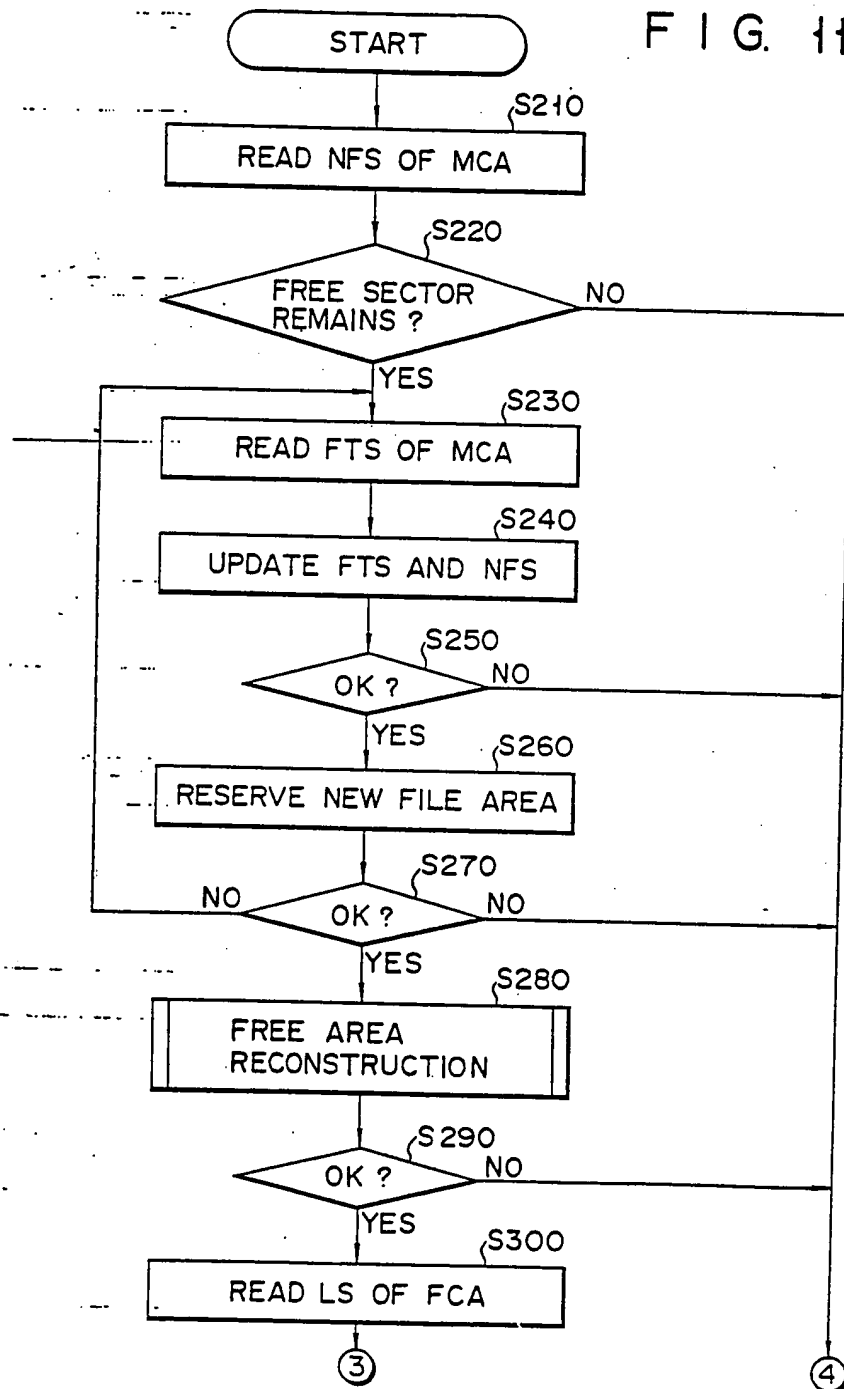 FIG. 11
START
S210
READ NFS OF MCA
S220
FREE SECTOR
REMAINS ?
NO
YES
S230
READ FTS OF MCA
S240
UPDATE FTS AND NFS
S250
OK ?
NO
YES
S260
RESERVE NEW FILE AREA
S270
NO
OK ?
NO
YES
S280
FREE AREA
RECONSTRUCTION
S290
OK ?
NO
YES
S300
READ LS OF FCA
3
4